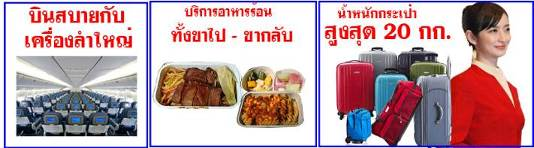 บินสบายกับ
เครื่องลำใหญ่
บริการอาหารร้อน
ทั้งขาไป - ขากลับ
น้ำหนักกระเป๋า
สูงสุด 20 กก.